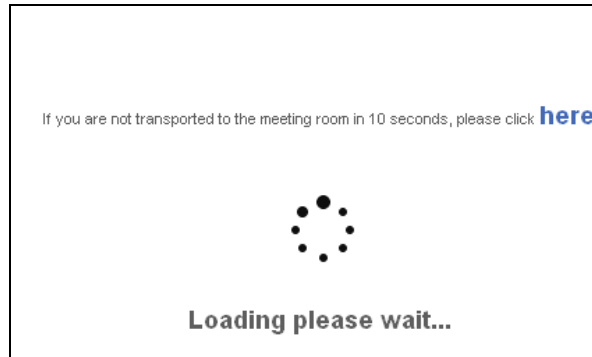 If you are not transported to the meeting room in 10 seconds, please click here
Loading please wait...